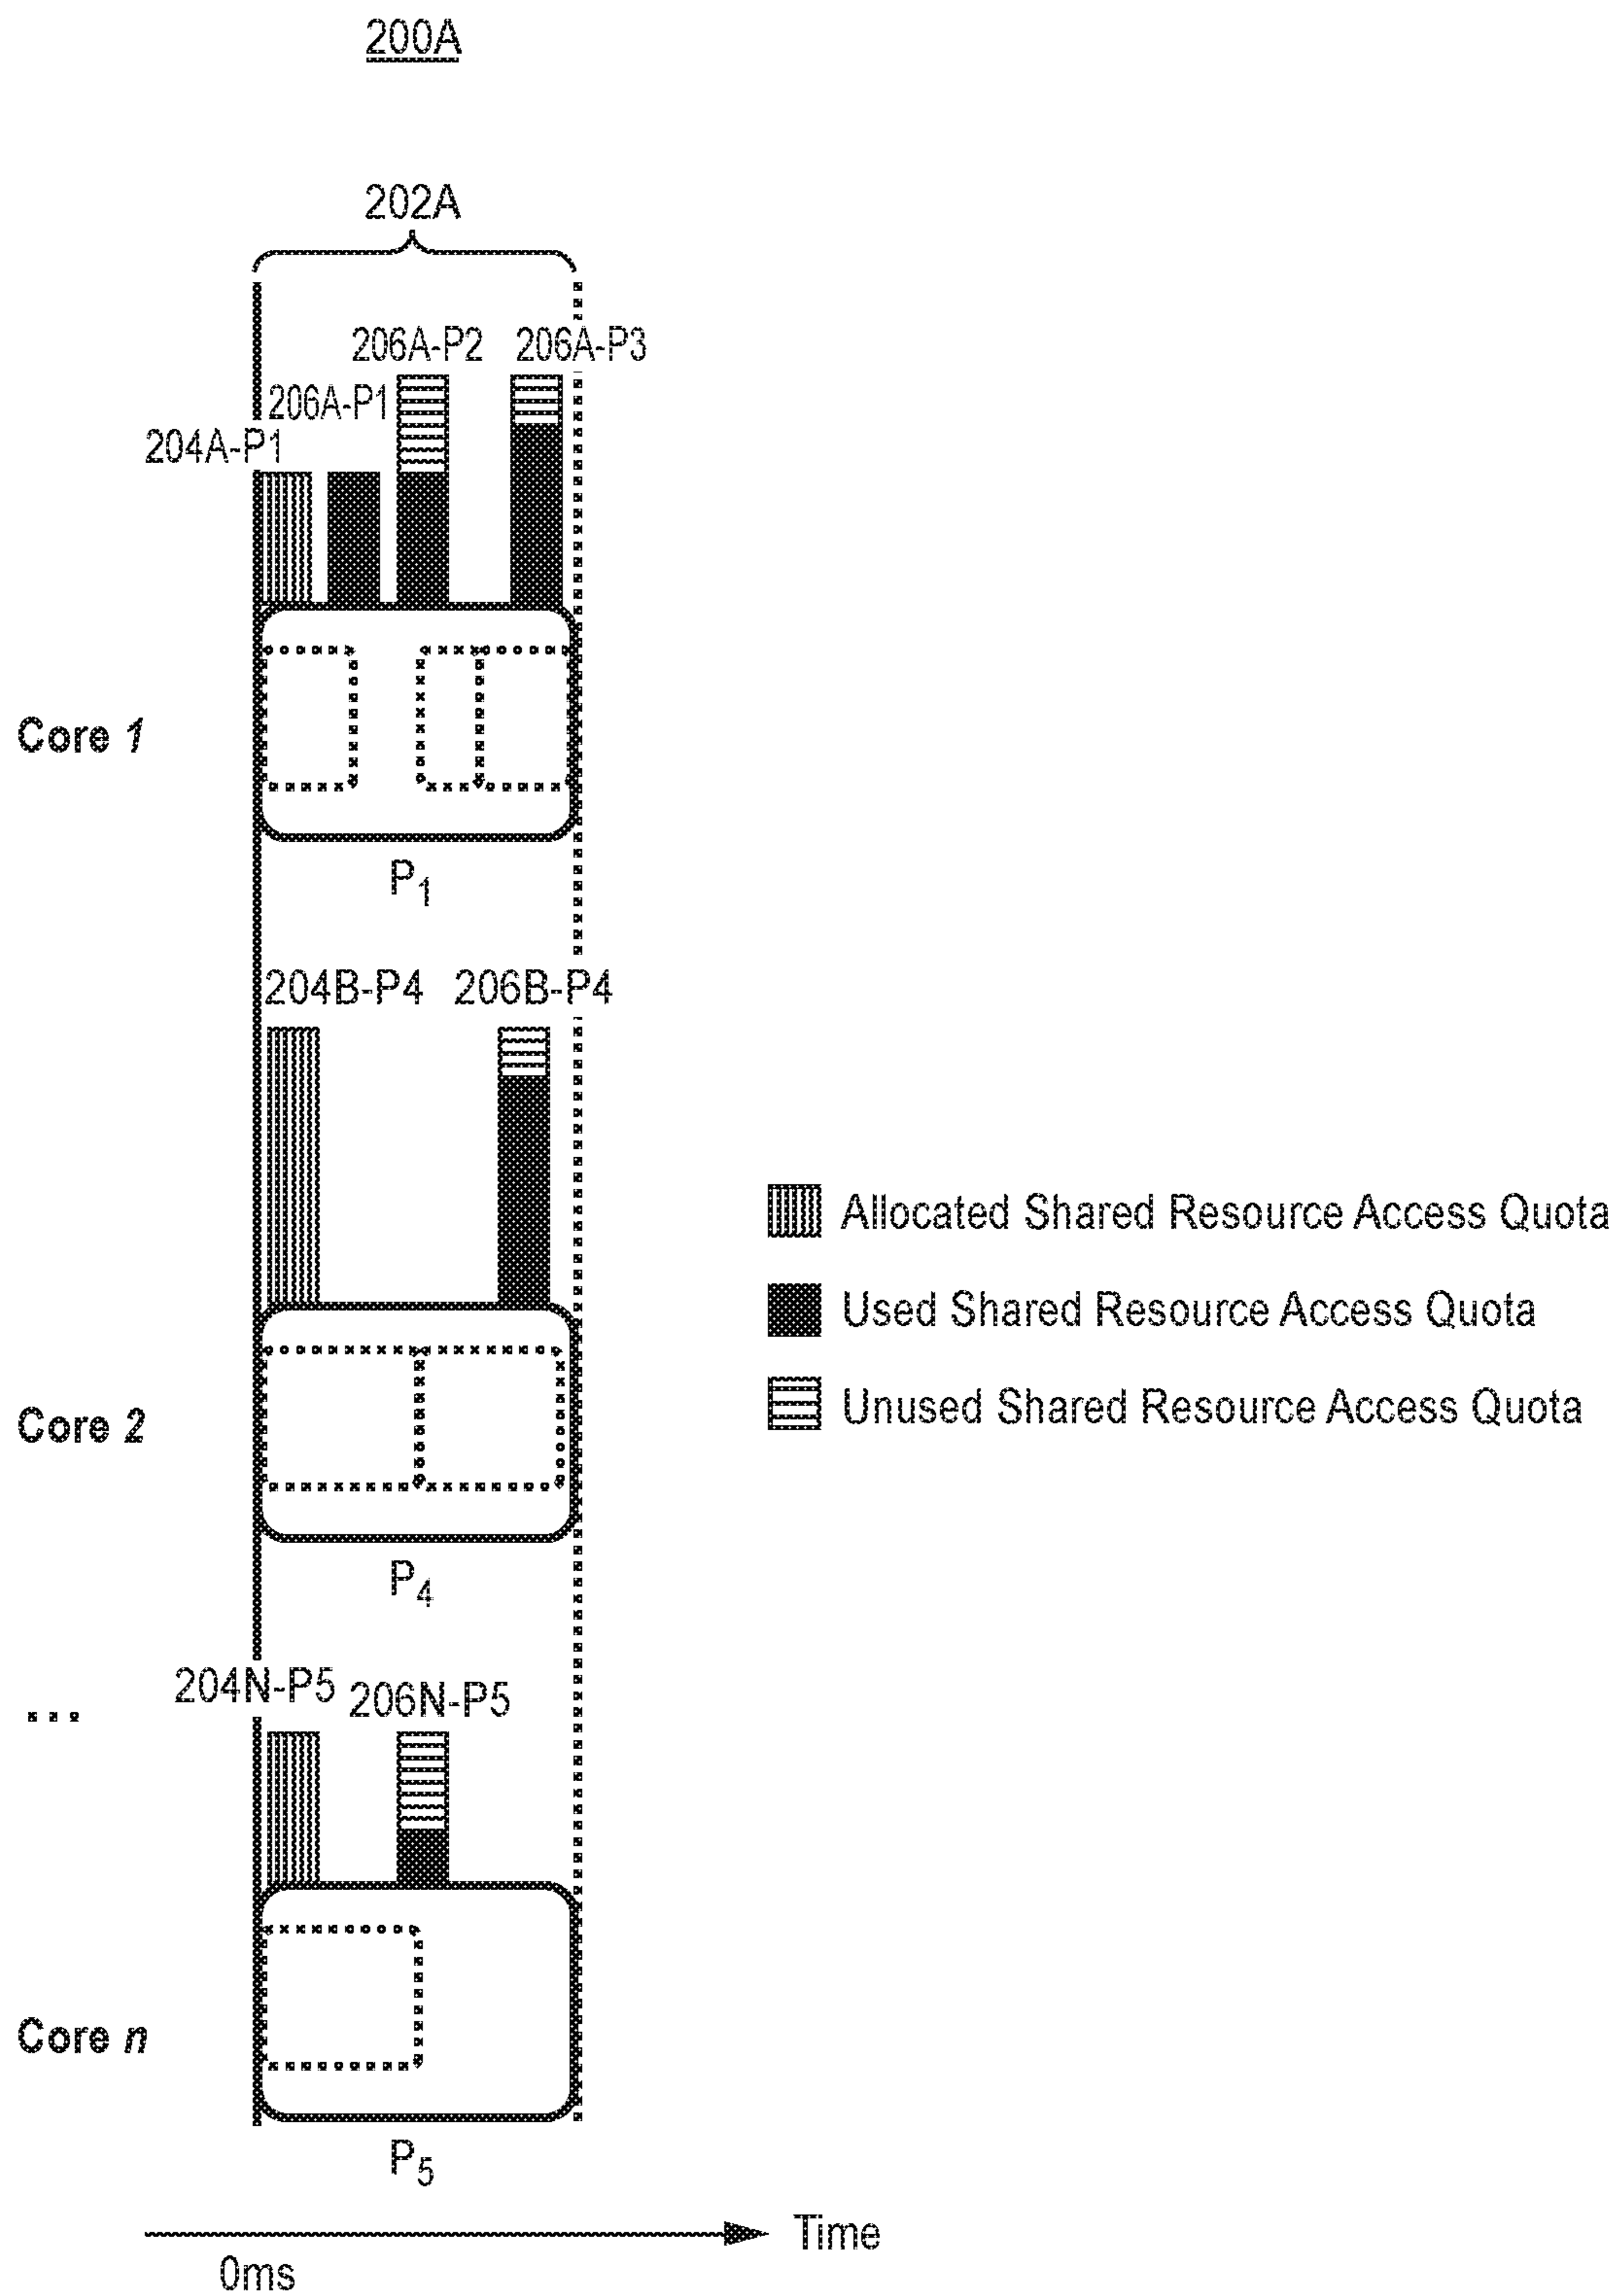 200A
202A
206A-P2 206A-P3
206A-P1
204A-P1
Core 1
P1
204B-P4 206B-P4
Allocated Shared Resource Access Quota
Used Shared Resource Access Quota
Unused Shared Resource Access Quota
Core 2
P4
204N-P5 206N-P5
...
Core n
P5
Time
0ms